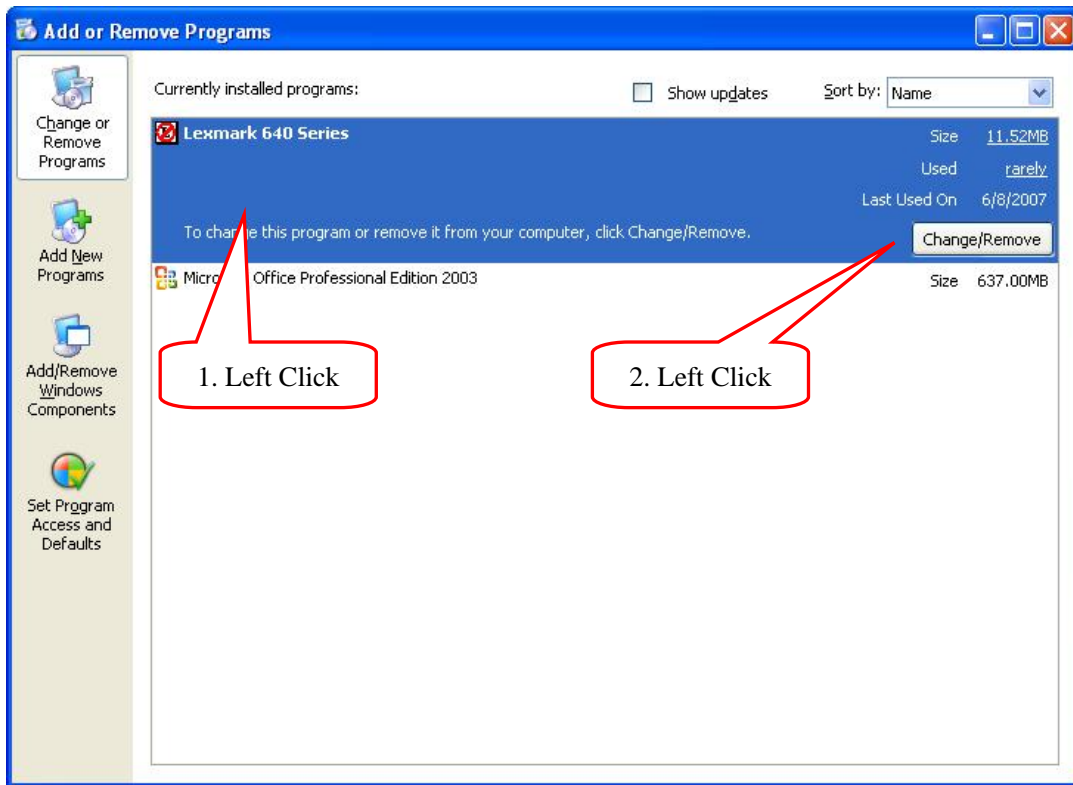 Add or Remove Programs
Change or
Remove
Programs
Add New
Programs
Add/Remove
Windows
Components
Set Program
Access and
Defaults
Currently installed programs:
Show updates
Sort by: Name
Lexmark 640 Series
Size 11.52MB
Used rarely
Last Used On 6/8/2007
To change this program or remove it from your computer, click Change/Remove.
Change/Remove
Office Professional Edition 2003
Size 637.00MB
1. Left Click
2. Left Click